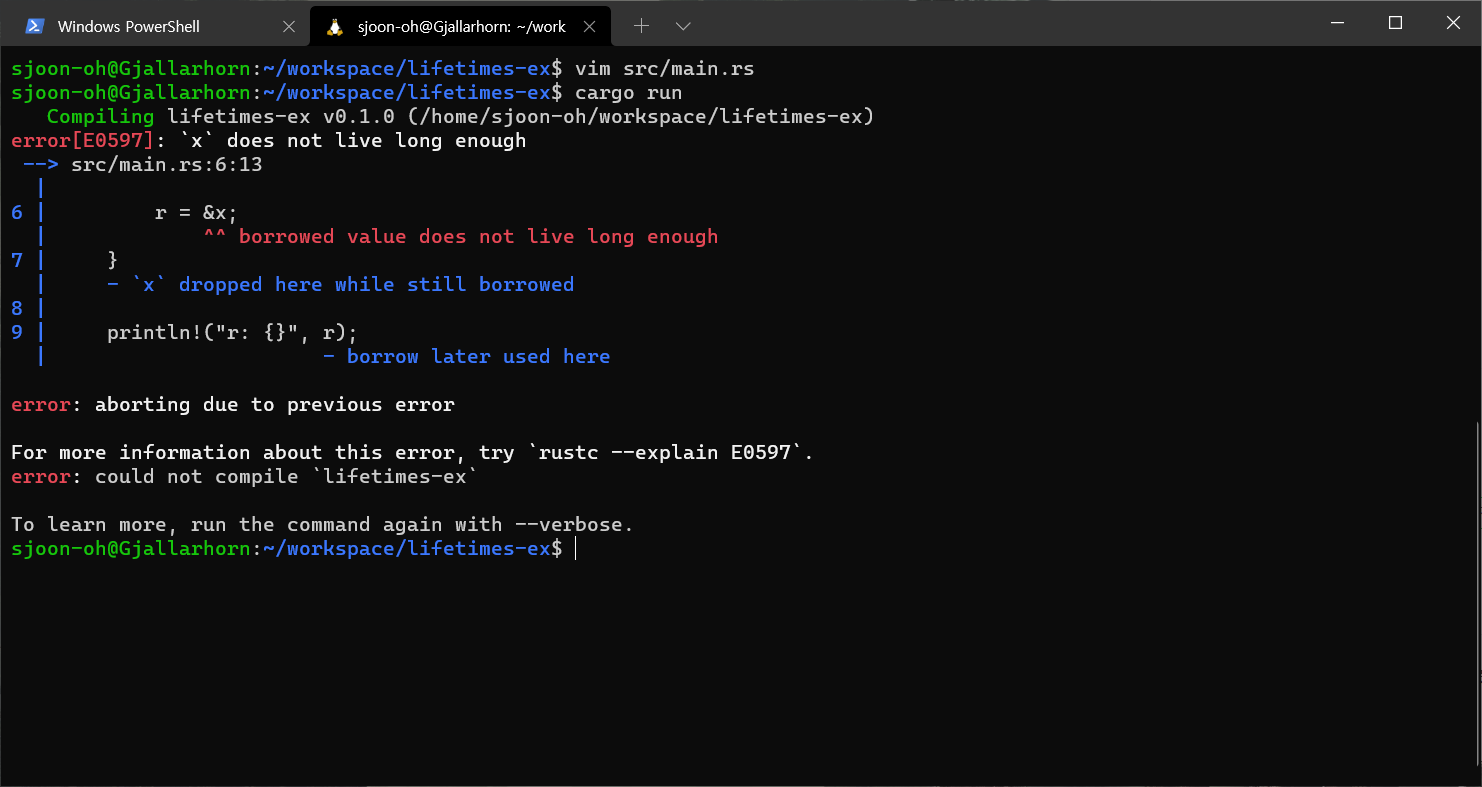 Windows PowerShell
sjoon-oh@Gjallarhorn: ~/work
sjoon-oh@Gjallarhorn:~/workspace/lifetimes-ex$ vim src/main.rs
sjoon-oh@Gjallarhorn:~/workspace/lifetimes-ex$ cargo run
   Compiling lifetimes-ex v0.1.0 (/home/sjoon-oh/workspace/lifetimes-ex)
error[E0597]: `x` does not live long enough
 --> src/main.rs:6:13
  |
6 |         r = &x;
  |             ^^ borrowed value does not live long enough
7 |     }
  |     - `x` dropped here while still borrowed
8 |
9 |     println!("r: {}", r);
  |                       - borrow later used here
error: aborting due to previous error
For more information about this error, try `rustc --explain E0597`.
error: could not compile `lifetimes-ex`
To learn more, run the command again with --verbose.
sjoon-oh@Gjallarhorn:~/workspace/lifetimes-ex$